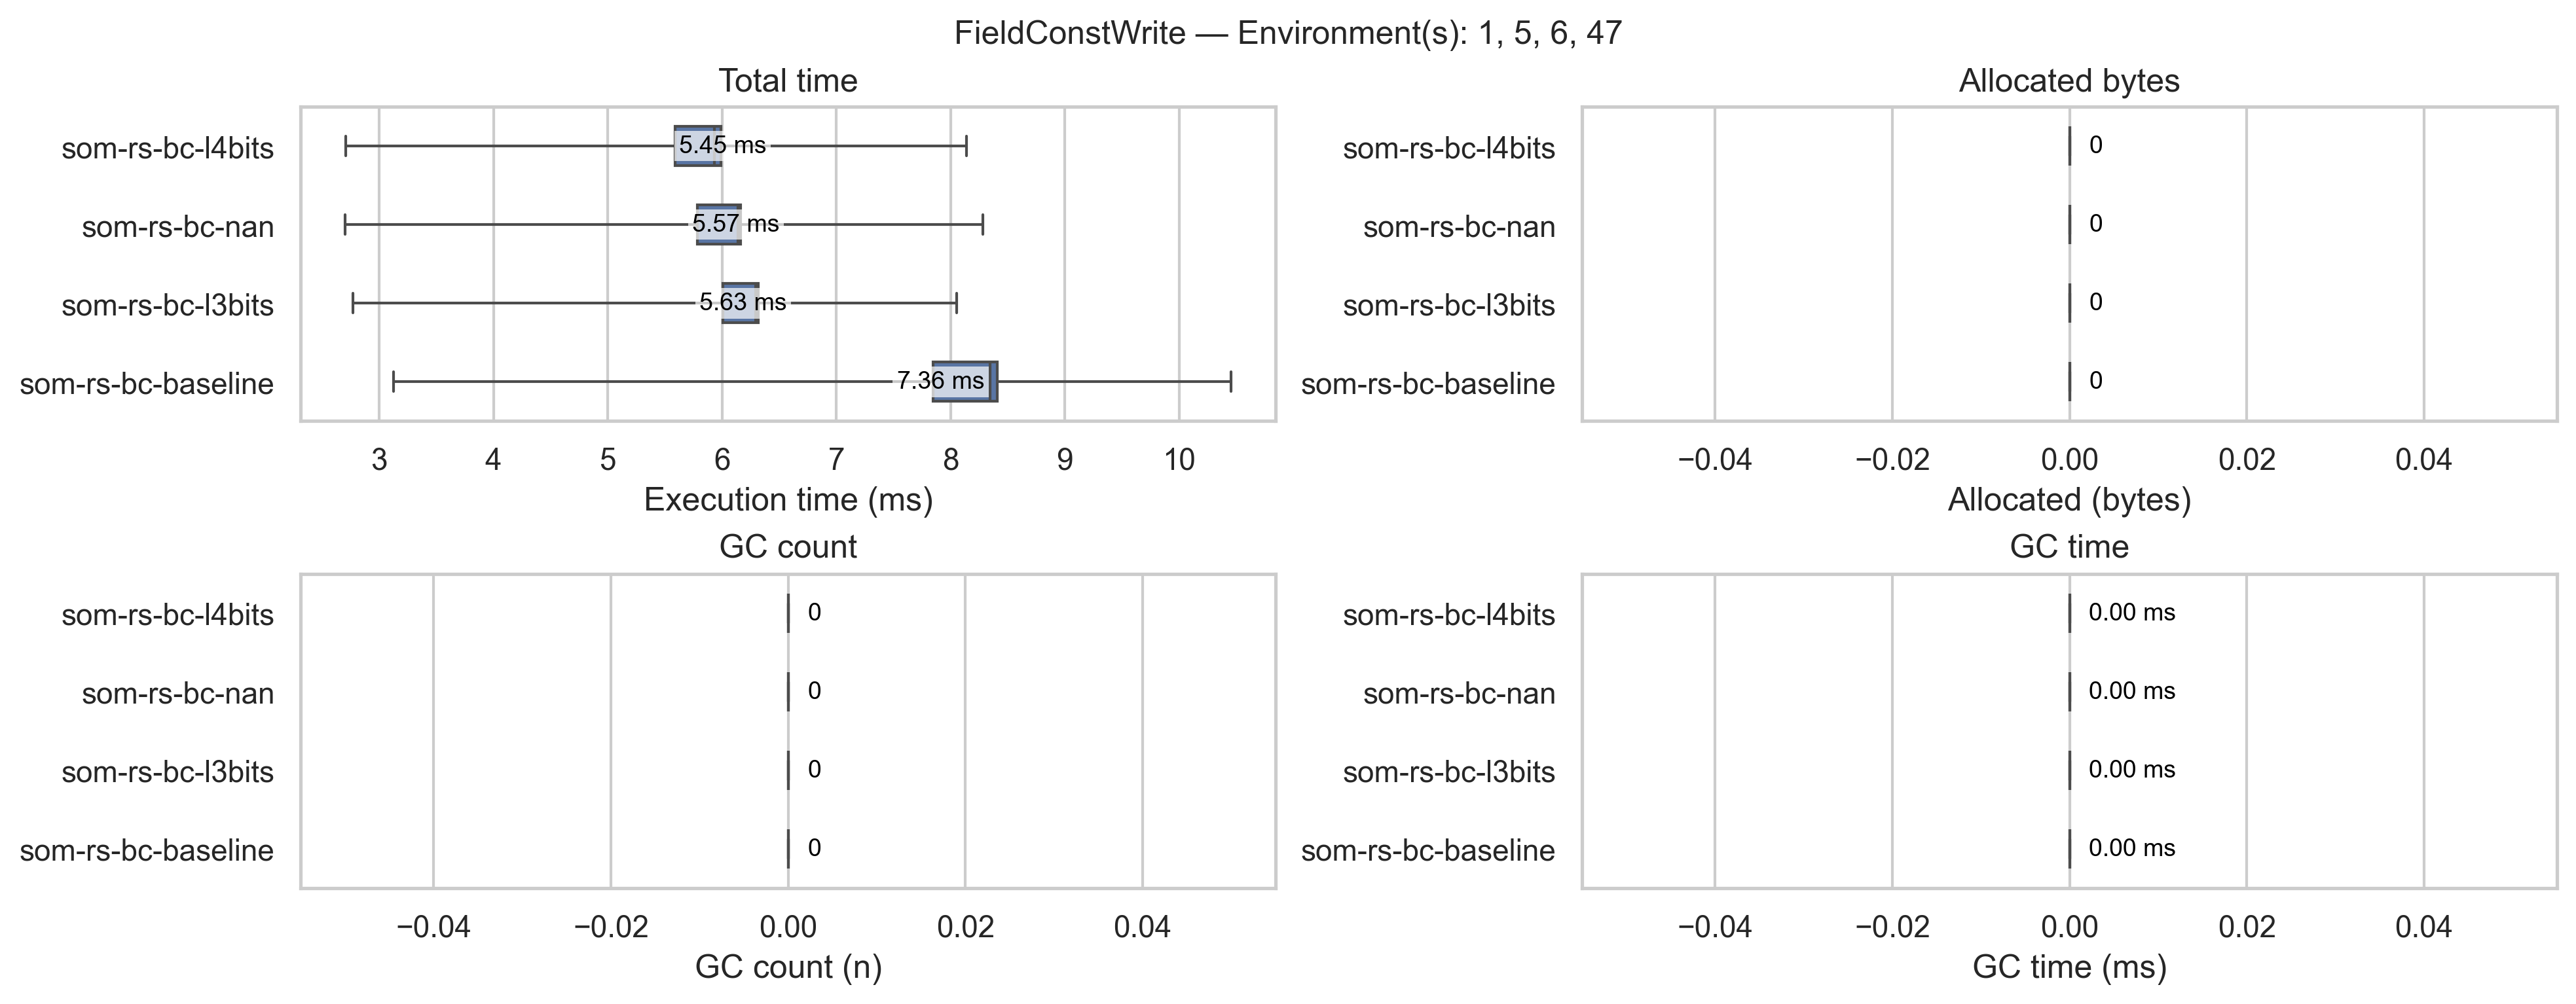 FieldConstWrite — Environment(s): 1, 5, 6, 47
Total time
som-rs-bc-l4bits
5.45 ms
som-rs-bc-nan
5.57 ms
som-rs-bc-l3bits
5.63 ms
som-rs-bc-baseline
7.36 ms
3 4 5 6 7 8 9 10
Execution time (ms)
Allocated bytes
som-rs-bc-l4bits
0
som-rs-bc-nan
0
som-rs-bc-l3bits
0
som-rs-bc-baseline
0
−0.04 −0.02 0.00 0.02 0.04
Allocated (bytes)
GC count
som-rs-bc-l4bits
0
som-rs-bc-nan
0
som-rs-bc-l3bits
0
som-rs-bc-baseline
0
−0.04 −0.02 0.00 0.02 0.04
GC count (n)
GC time
som-rs-bc-l4bits
0.00 ms
som-rs-bc-nan
0.00 ms
som-rs-bc-l3bits
0.00 ms
som-rs-bc-baseline
0.00 ms
−0.04 −0.02 0.00 0.02 0.04
GC time (ms)